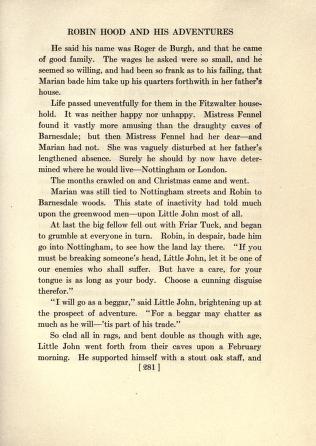 ROBIN HOOD AND HIS ADVENTURES
He said his name was Roger de Burgh, and that he came
of good family. The wages he asked were so small, and he
seemed so willing, and had been so frank as to his failing, that
Marian bade him take up his quarters forthwith in her father's
house.
Life passed uneventfully for them in the Fitzwalter house-
hold. It was neither happy nor unhappy. Mistress Fennel
found it vastly more amusing than the draughty caves of
Barnesdale; but then Mistress Fennel had her dear—and
Marian had not. She was vaguely disturbed at her father's
lengthened absence. Surely he should by now have deter-
mined where he would live—Nottingham or London.
The months crawled on and Christmas came and went.
Marian was still tied to Nottingham streets and Robin to
Barnesdale woods. This state of inactivity had told much
upon the greenwood men—upon Little John most of all.
At last the big fellow fell out with Friar Tuck, and began
to grumble at everyone in turn. Robin, in despair, bade him
go into Nottingham, to see how the land lay there. "If you
must be breaking someone's head, Little John, let it be one of
our enemies who shall suffer. But have a care, for your
tongue is as long as your body. Choose a cunning disguise
therefor."
"I will go as a beggar," said Little John, brightening up at
the prospect of adventure. "For a beggar may chatter as
much as he will—'tis part of his trade."
So clad all in rags, and bent double as though with age,
Little John went forth from their caves upon a February
morning. He supported himself with a stout oak staff, and
[ 281 ]